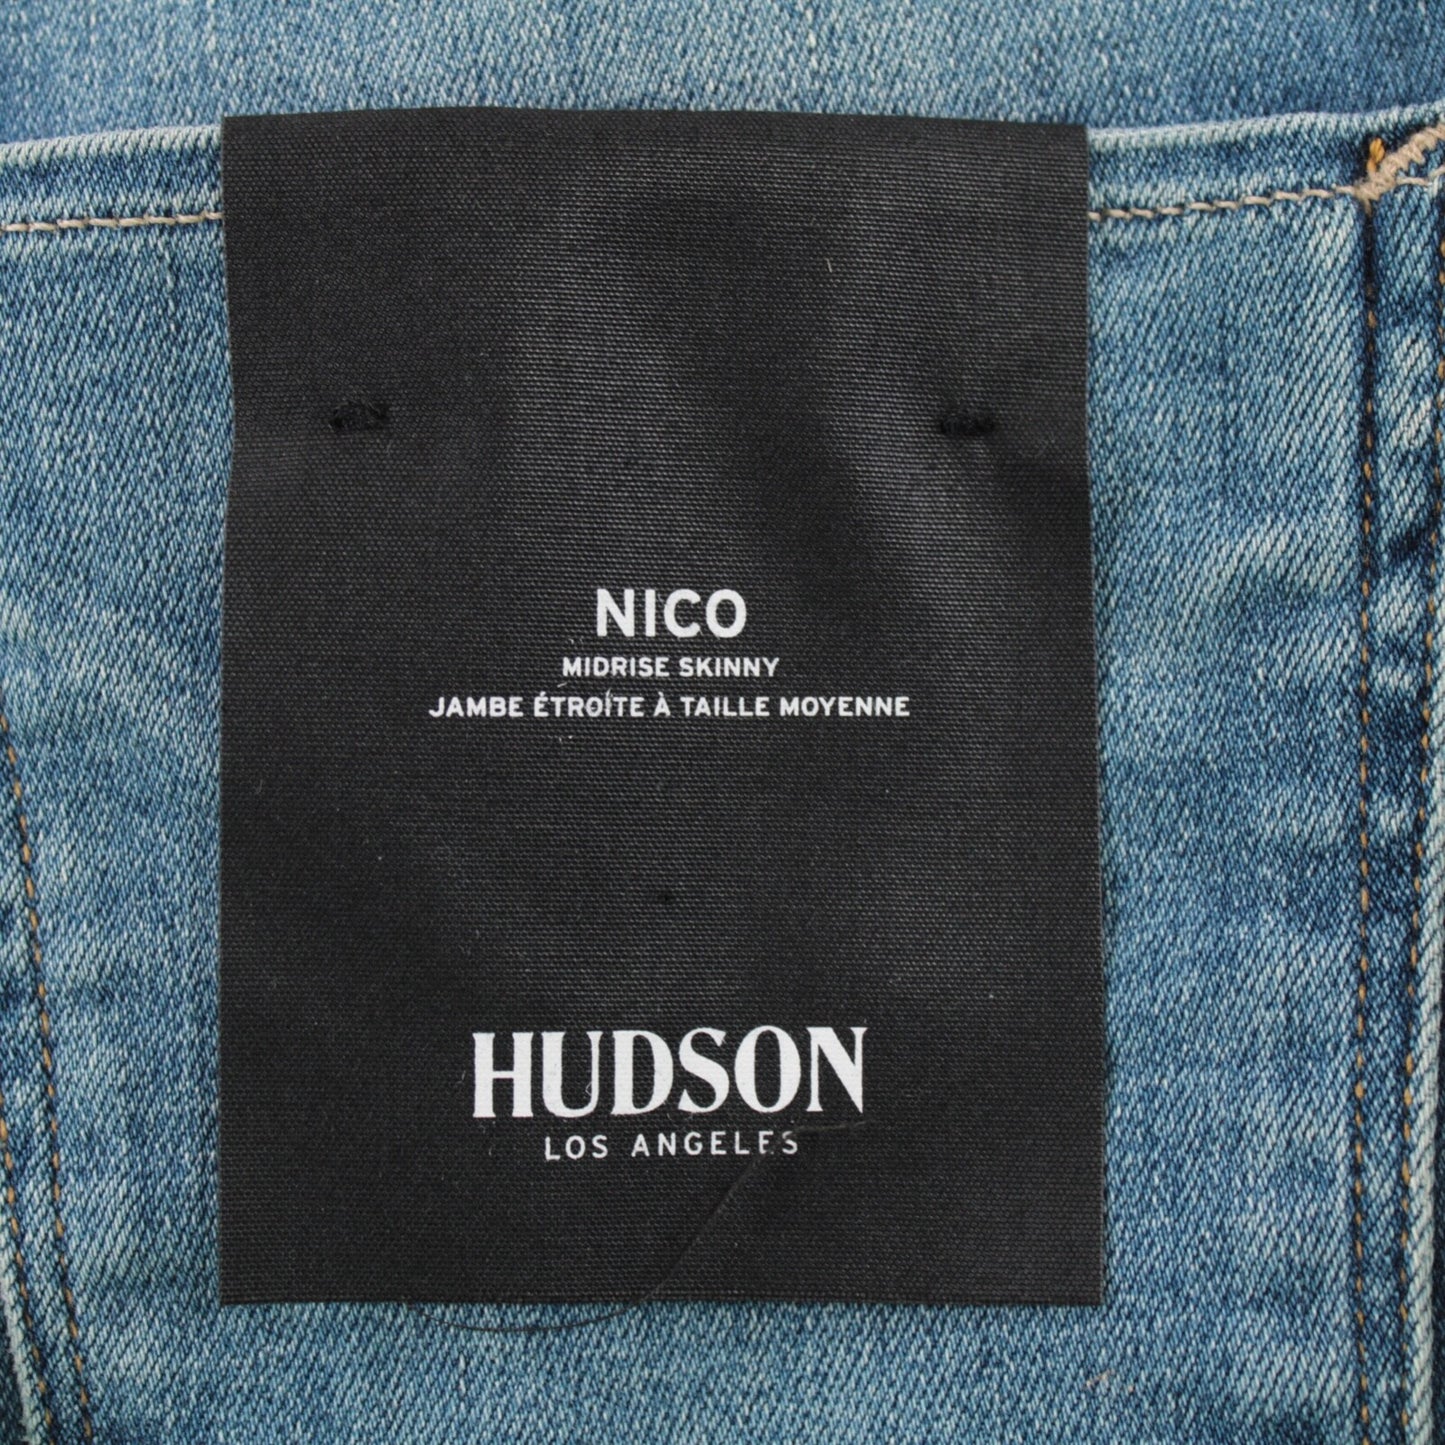 NICO
MIDRISE SKINNY
JAMBE ÉTROITE À TAILLE MOYENNE
HUDSON
LOS ANGELES